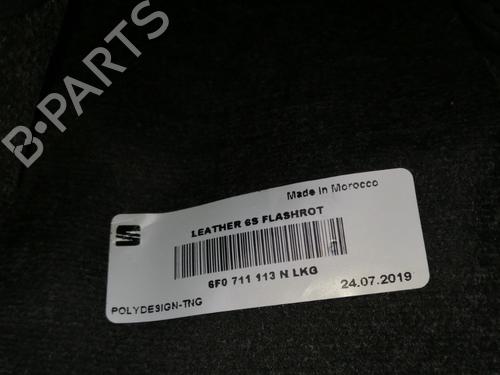 B-PARTS
Made in Morocco
LEATHER 6S FLASHROT
6F0 711 113 N LKG
24.07.2019
POLYDESIGN-TNG